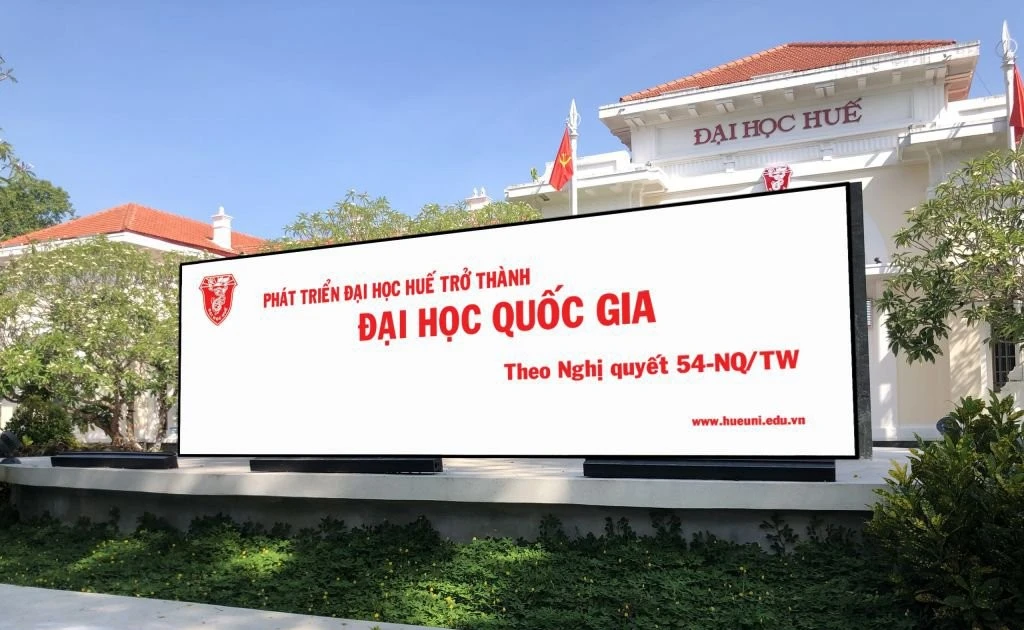 ĐẠI HỌC HUẾ
PHÁT TRIỂN ĐẠI HỌC HUẾ TRỞ THÀNH
ĐẠI HỌC QUỐC GIA
Theo Nghị quyết 54-NQ/TW
www.hueuni.edu.vn